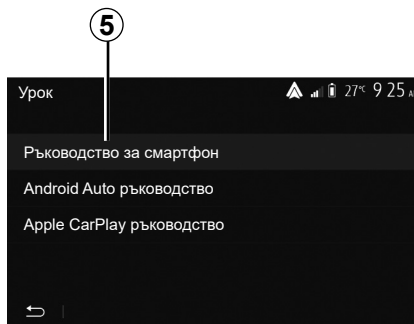 5
Урок 27°C 9 25
Ръководство за смартфон
Android Auto ръководство
Apple CarPlay ръководство